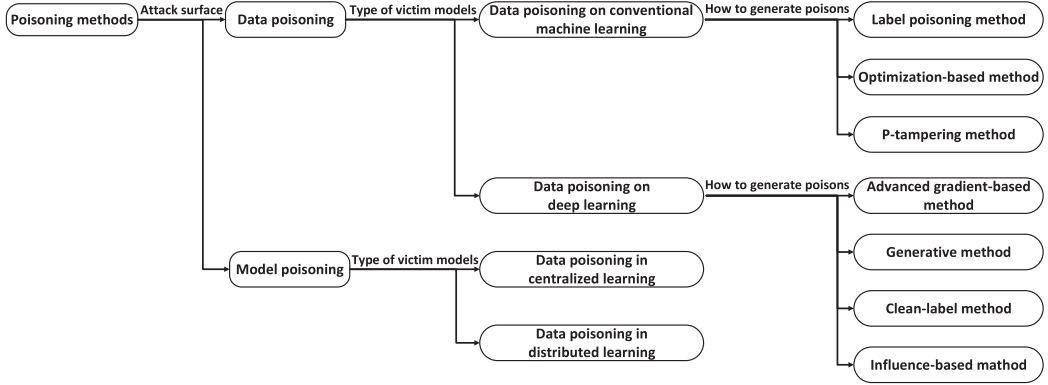 Poisoning methods
Attack surface
Data poisoning
Type of victim models
Data poisoning on conventional
machine learning
How to generate poisons
Label poisoning method
Optimization-based method
P-tampering method
Data poisoning on
deep learning
How to generate poisons
Advanced gradient-based
method
Generative method
Clean-label method
Influence-based mathod
Model poisoning
Type of victim models
Data poisoning in
centralized learning
Data poisoning in
distributed learning